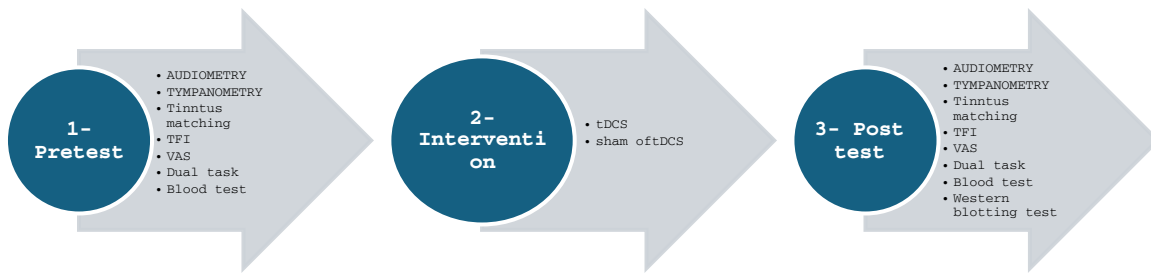 1-
Pretest
• AUDIOMETRY
• TYMPANOMETRY
• Tinntus
matching
• TFI
• VAS
• Dual task
• Blood test
2-
Interventi
on
• tDCS
• sham oftDCS
3- Post
test
• AUDIOMETRY
• TYMPANOMETRY
• Tinntus
matching
• TFI
• VAS
• Dual task
• Blood test
• Western
blotting test